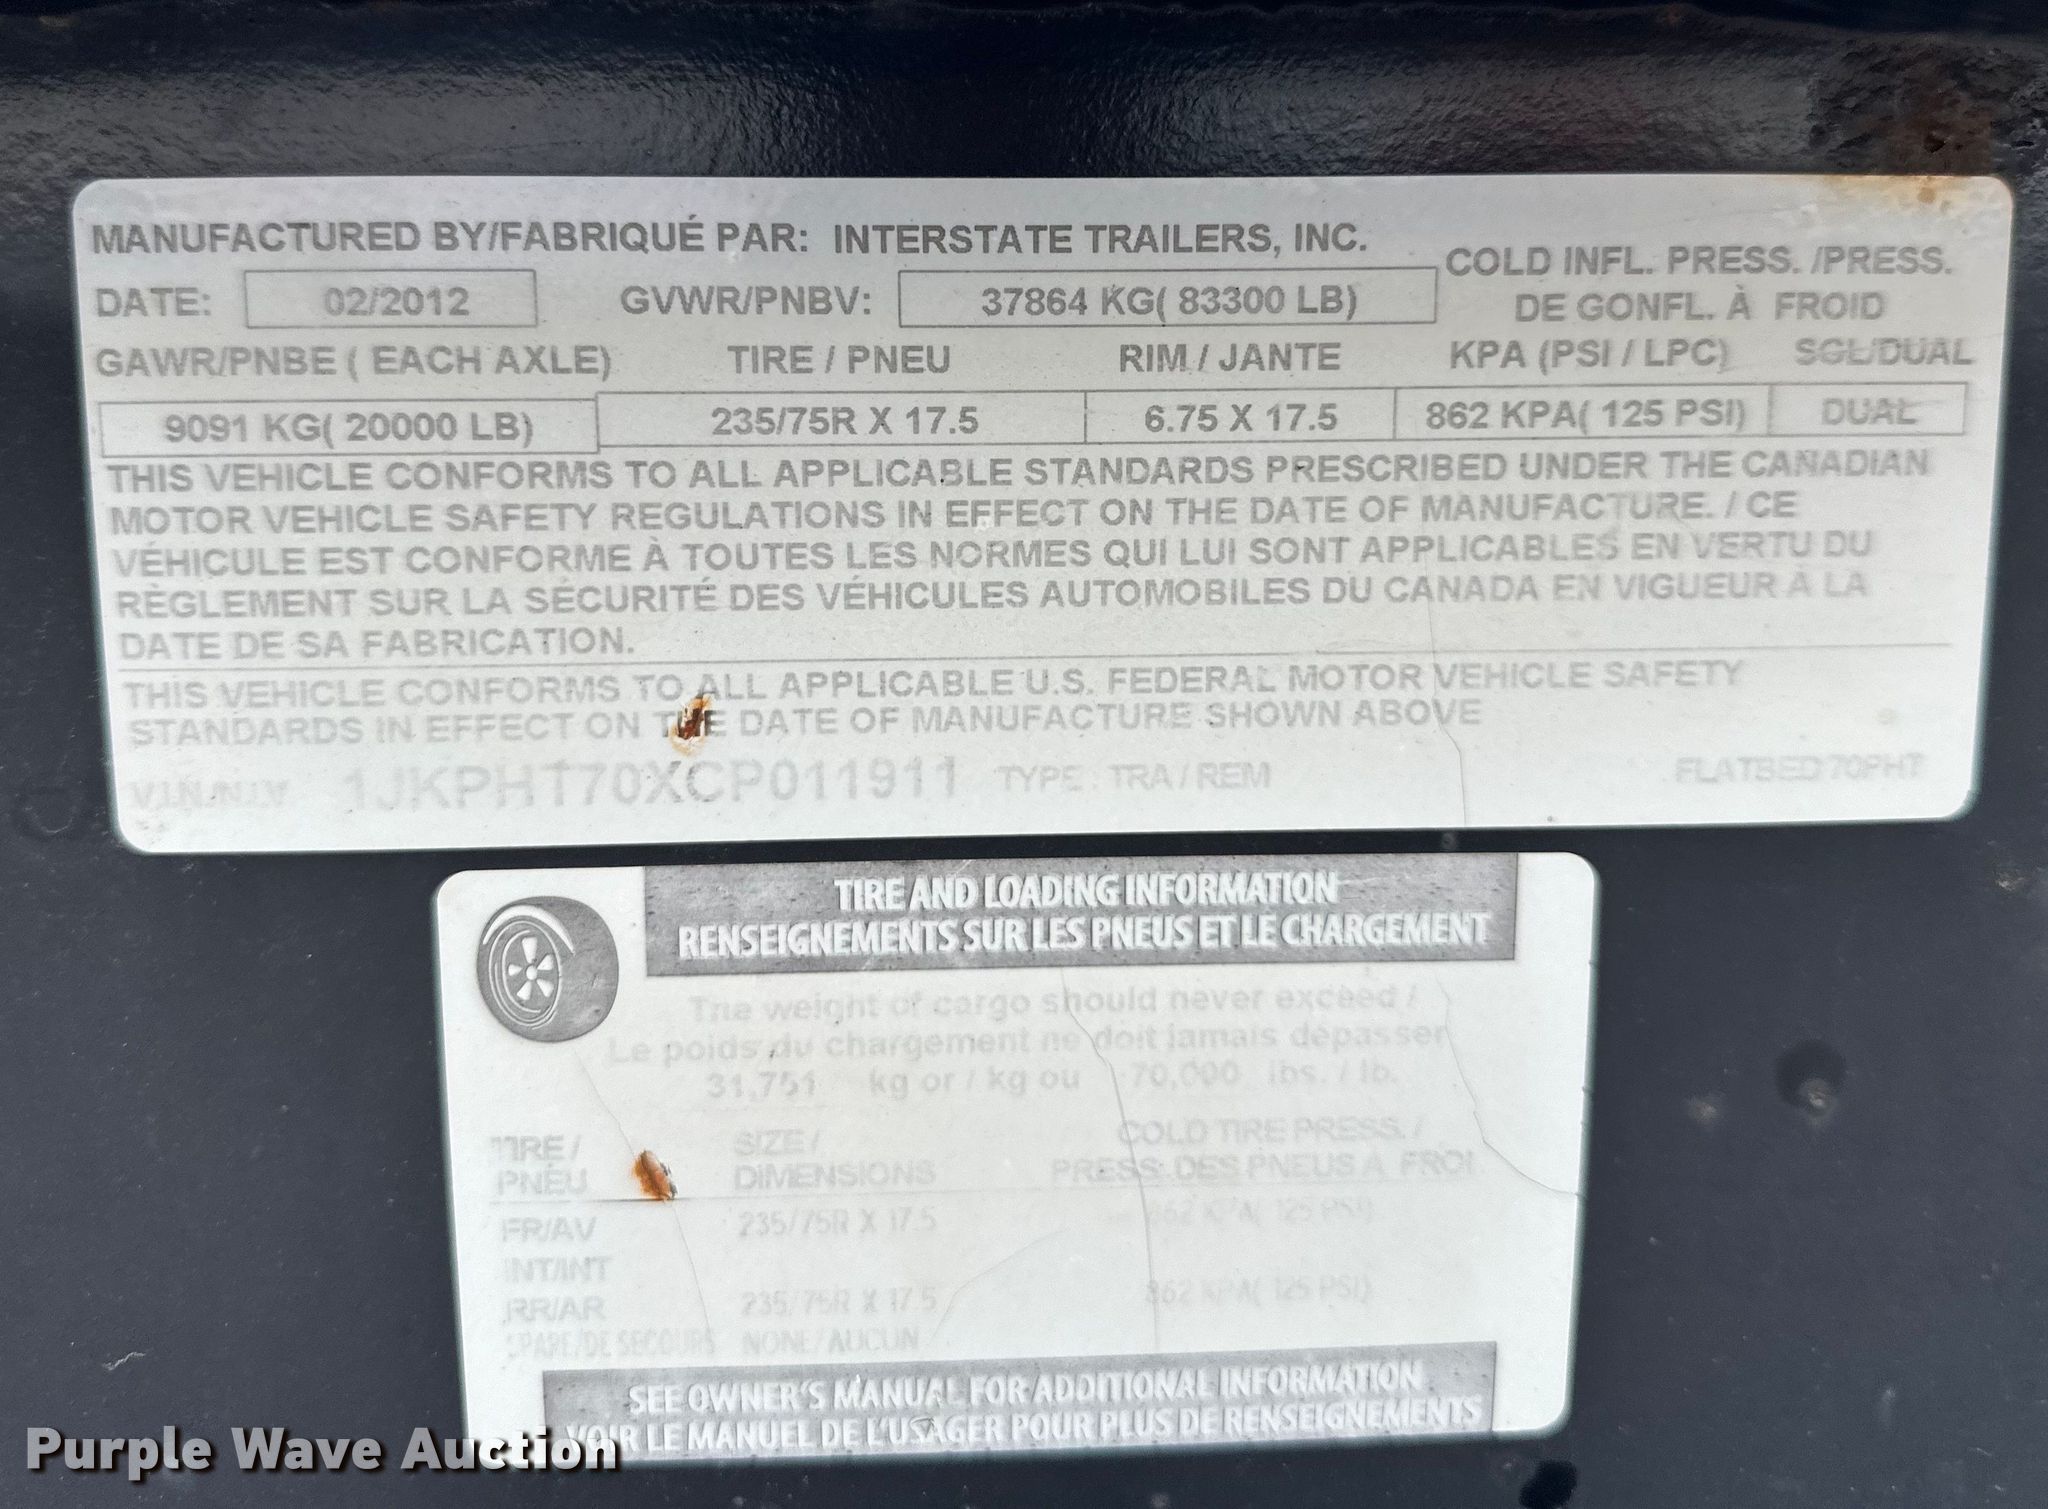 MANUFACTURED BY/FABRIQUÉ PAR: INTERSTATE TRAILERS, INC.
COLD INFL. PRESS. /PRESS.
DATE: 02/2012 GVWR/PNBV: 37864 KG( 83300 LB) DE GONFL. À FROID
GAWR/PNBE ( EACH AXLE) TIRE / PNEU RIM / JANTE KPA (PSI / LPC) SGL/DUAL
9091 KG( 20000 LB) 235/75R X 17.5 6.75 X 17.5 862 KPA( 125 PSI) DUAL
THIS VEHICLE CONFORMS TO ALL APPLICABLE STANDARDS PRESCRIBED UNDER THE CANADIAN
MOTOR VEHICLE SAFETY REGULATIONS IN EFFECT ON THE DATE OF MANUFACTURE. / CE
VÉHICULE EST CONFORME À TOUTES LES NORMES QUI LUI SONT APPLICABLES EN VERTU DU
RÈGLEMENT SUR LA SÉCURITÉ DES VÉHICULES AUTOMOBILES DU CANADA EN VIGUEUR À LA
DATE DE SA FABRICATION.
THIS VEHICLE CONFORMS TO ALL APPLICABLE U.S. FEDERAL MOTOR VEHICLE SAFETY
STANDARDS IN EFFECT ON THE DATE OF MANUFACTURE SHOWN ABOVE
1JKPHT70XCP011911 TYPE: TRA / REM FLATBED 70PHT
TIRE AND LOADING INFORMATION
RENSEIGNEMENTS SUR LES PNEUS ET LE CHARGEMENT
The weight of cargo should never exceed /
Le poids du chargement ne doit jamais dépasser
31,751 kg or / kg ou 70,000 lbs. / lb.
TIRE / SIZE / COLD TIRE PRESS. /
PNEU DIMENSIONS PRESS. DES PNEUS À FROI
FR/AV 235/75R X 17.5 862 KPA( 125 PSI)
INT/INT
RR/AR 235/75R X 17.5 862 KPA( 125 PSI)
SPARE/DE SECOURS NONE/AUCUN
SEE OWNER'S MANUAL FOR ADDITIONAL INFORMATION
VOIR LE MANUEL DE L'USAGER POUR PLUS DE RENSEIGNEMENTS
Purple Wave Auction